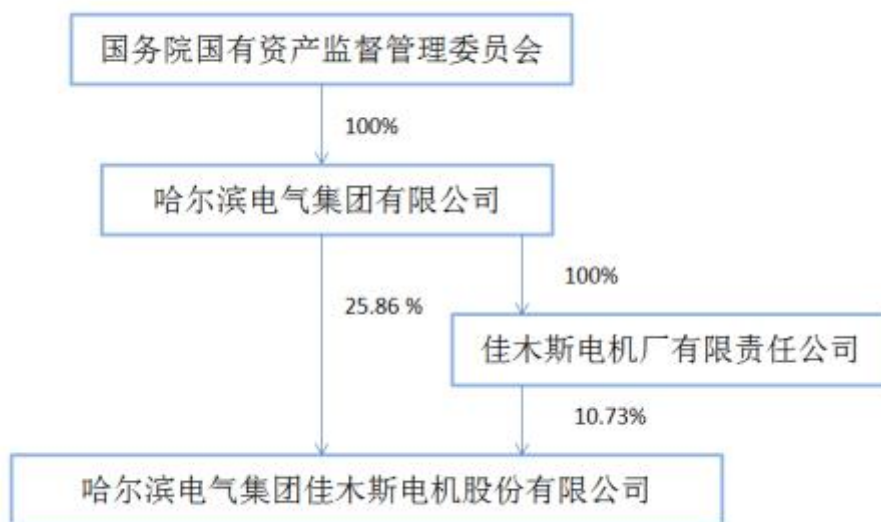 国务院国有资产监督管理委员会
100%
哈尔滨电气集团有限公司
100%
25.86 %
佳木斯电机厂有限责任公司
10.73%
哈尔滨电气集团佳木斯电机股份有限公司